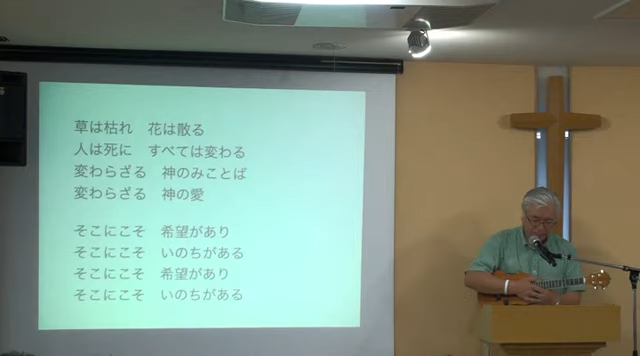 草は枯れ　花は散る
人は死に　すべては変わる
変わらざる　神のみことば
変わらざる　神の愛
そこにこそ　希望があり
そこにこそ　いのちがある
そこにこそ　希望があり
そこにこそ　いのちがある